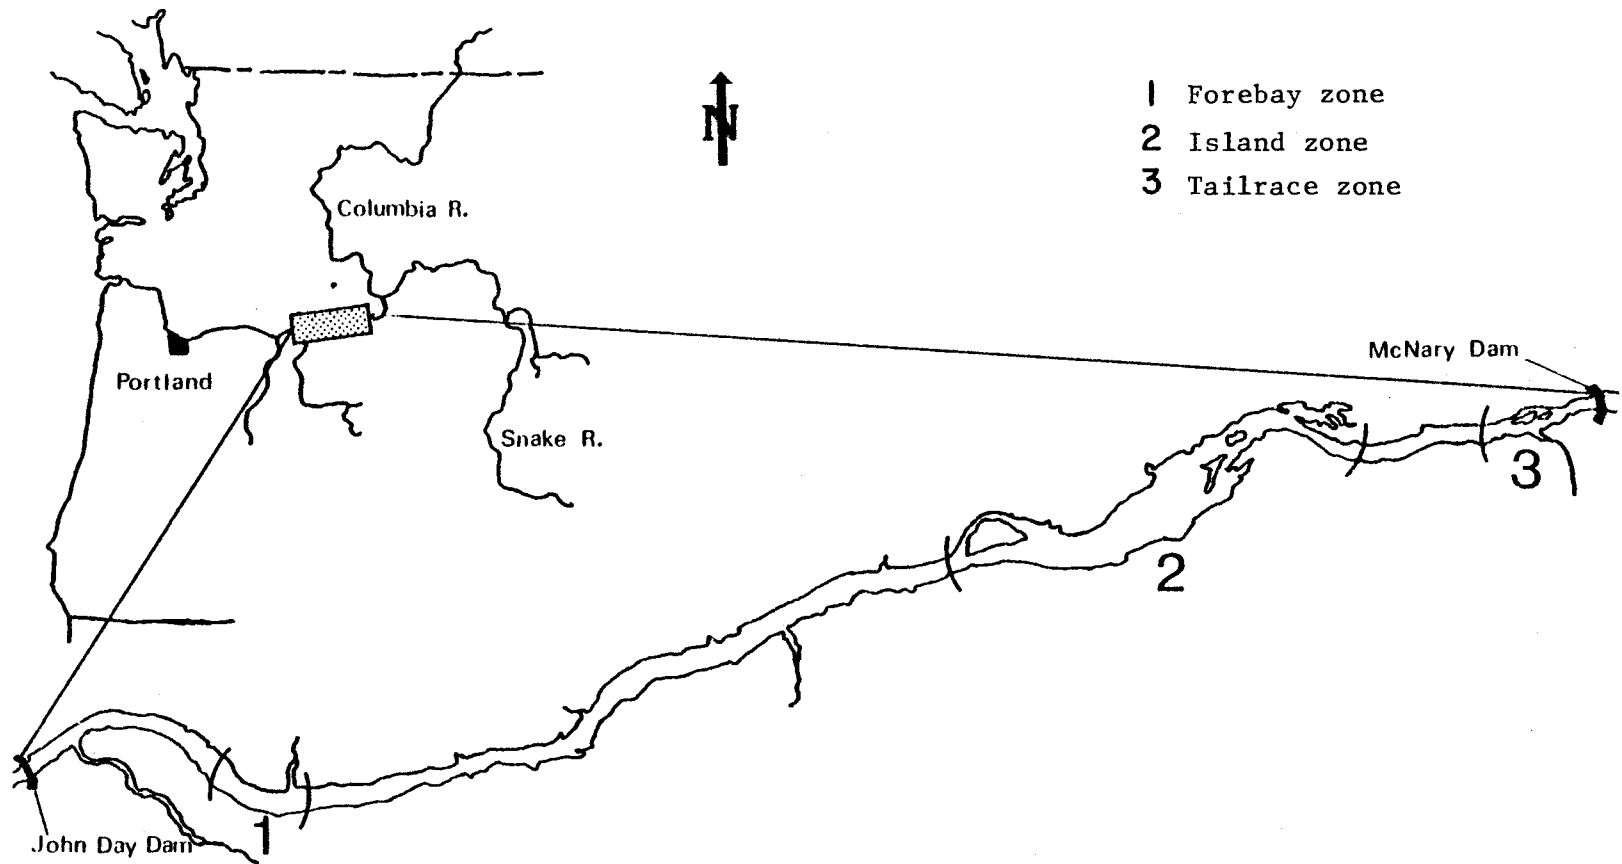 N
1 Forebay zone
2 Island zone
3 Tailrace zone
Columbia R.
McNary Dam
Portland
Snake R.
3
2
1
John Day Dam